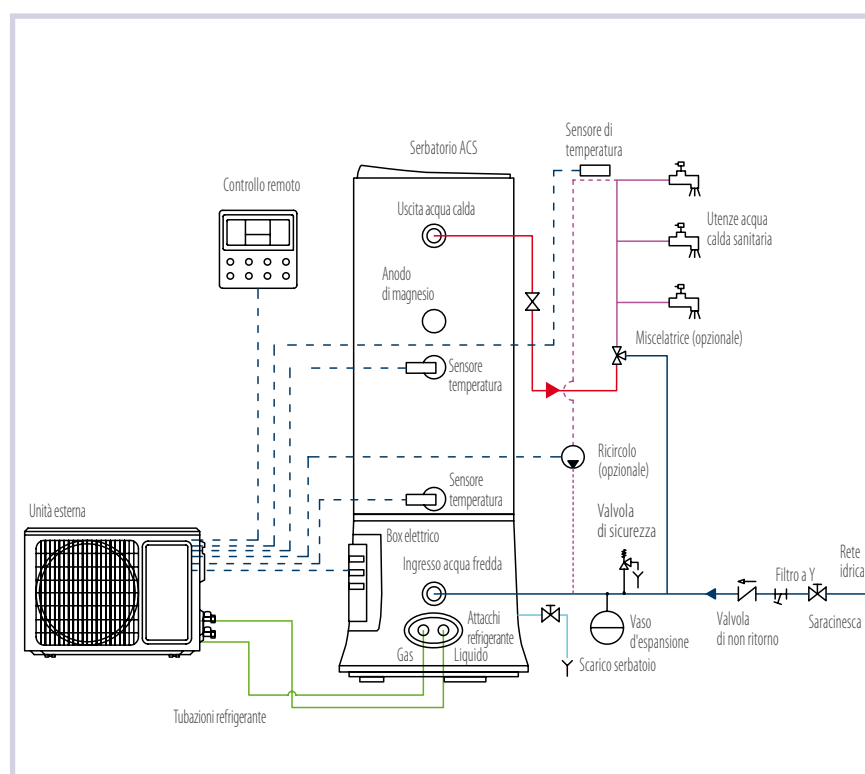 Sensore di
temperatura
Serbatorio ACS
Controllo remoto
Uscita acqua calda
Utenze acqua
calda sanitaria
Anodo
di magnesio
Miscelatrice (opzionale)
Sensore
temperatura
Ricircolo
(opzionale)
Sensore
temperatura
Valvola
di sicurezza
Unità esterna
Box elettrico
Ingresso acqua fredda
Rete
idrica
Filtro a Y
Attacchi
refrigerante
Vaso
d'espansione
Valvola
di non ritorno
Saracinesca
Gas
Liquido
Scarico serbatoio
Tubazioni refrigerante